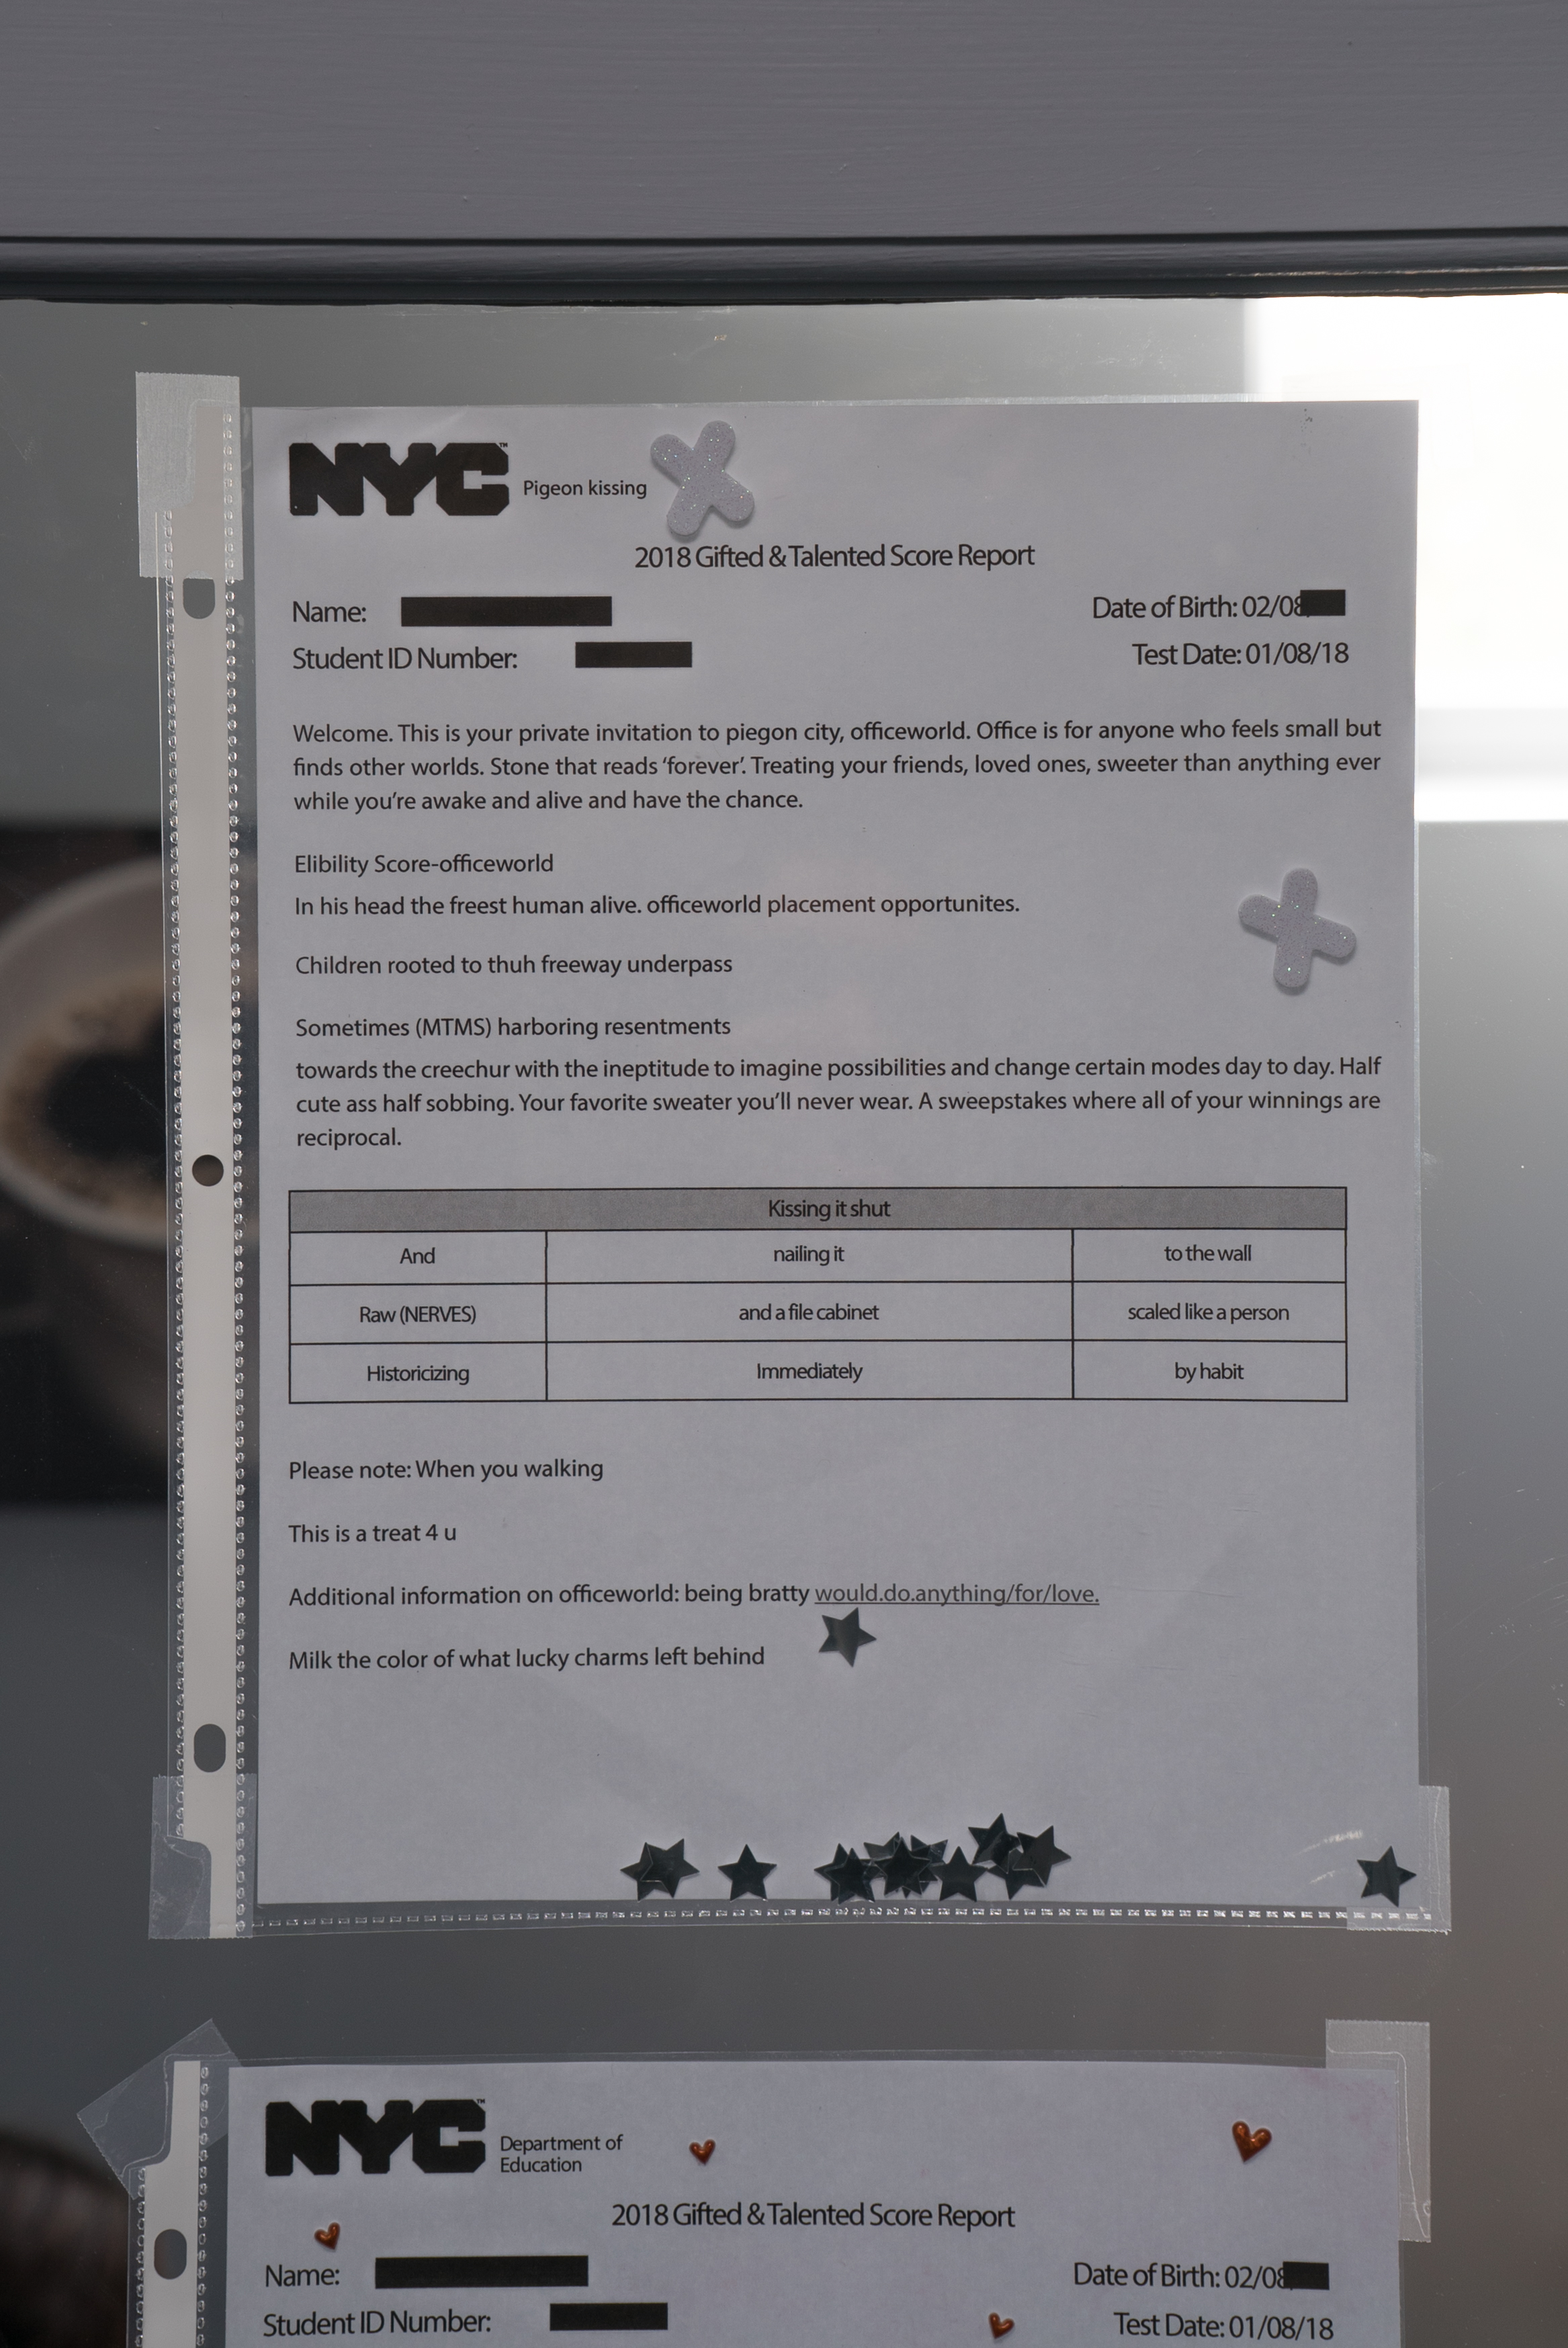 NYC™ Pigeon kissing
2018 Gifted & Talented Score Report
Name:
Date of Birth: 02/08
Student ID Number:
Test Date: 01/08/18
Welcome. This is your private invitation to piegon city, officeworld. Office is for anyone who feels small but
finds other worlds. Stone that reads ‘forever’. Treating your friends, loved ones, sweeter than anything ever
while you’re awake and alive and have the chance.
Elibility Score-officeworld
In his head the freest human alive. officeworld placement opportunites.
Children rooted to thuh freeway underpass
Sometimes (MTMS) harboring resentments
towards the creechur with the ineptitude to imagine possibilities and change certain modes day to day. Half
cute ass half sobbing. Your favorite sweater you’ll never wear. A sweepstakes where all of your winnings are
reciprocal.
Kissing it shut
And nailing it to the wall
Raw (NERVES) and a file cabinet scaled like a person
Historicizing Immediately by habit
Please note: When you walking
This is a treat 4 u
Additional information on officeworld: being bratty would.do.anything/for/love.
Milk the color of what lucky charms left behind
NYC™ Department of
Education
2018 Gifted & Talented Score Report
Name:
Date of Birth: 02/08
Student ID Number:
Test Date: 01/08/18